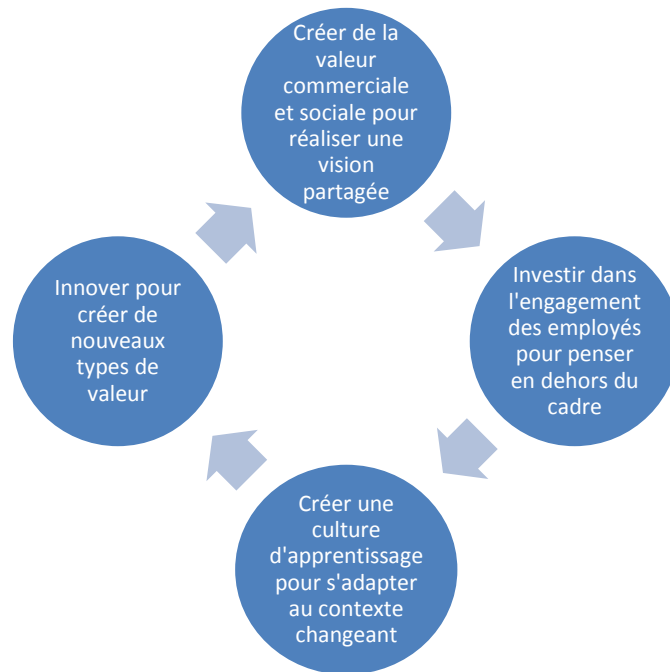 Créer de la
valeur
commerciale
et sociale pour
réaliser une
vision
partagée
Investir dans
l'engagement
des employés
pour penser
en dehors du
cadre
Créer une
culture
d'apprentissage
pour s'adapter
au contexte
changeant
Innover pour
créer de
nouveaux
types de
valeur